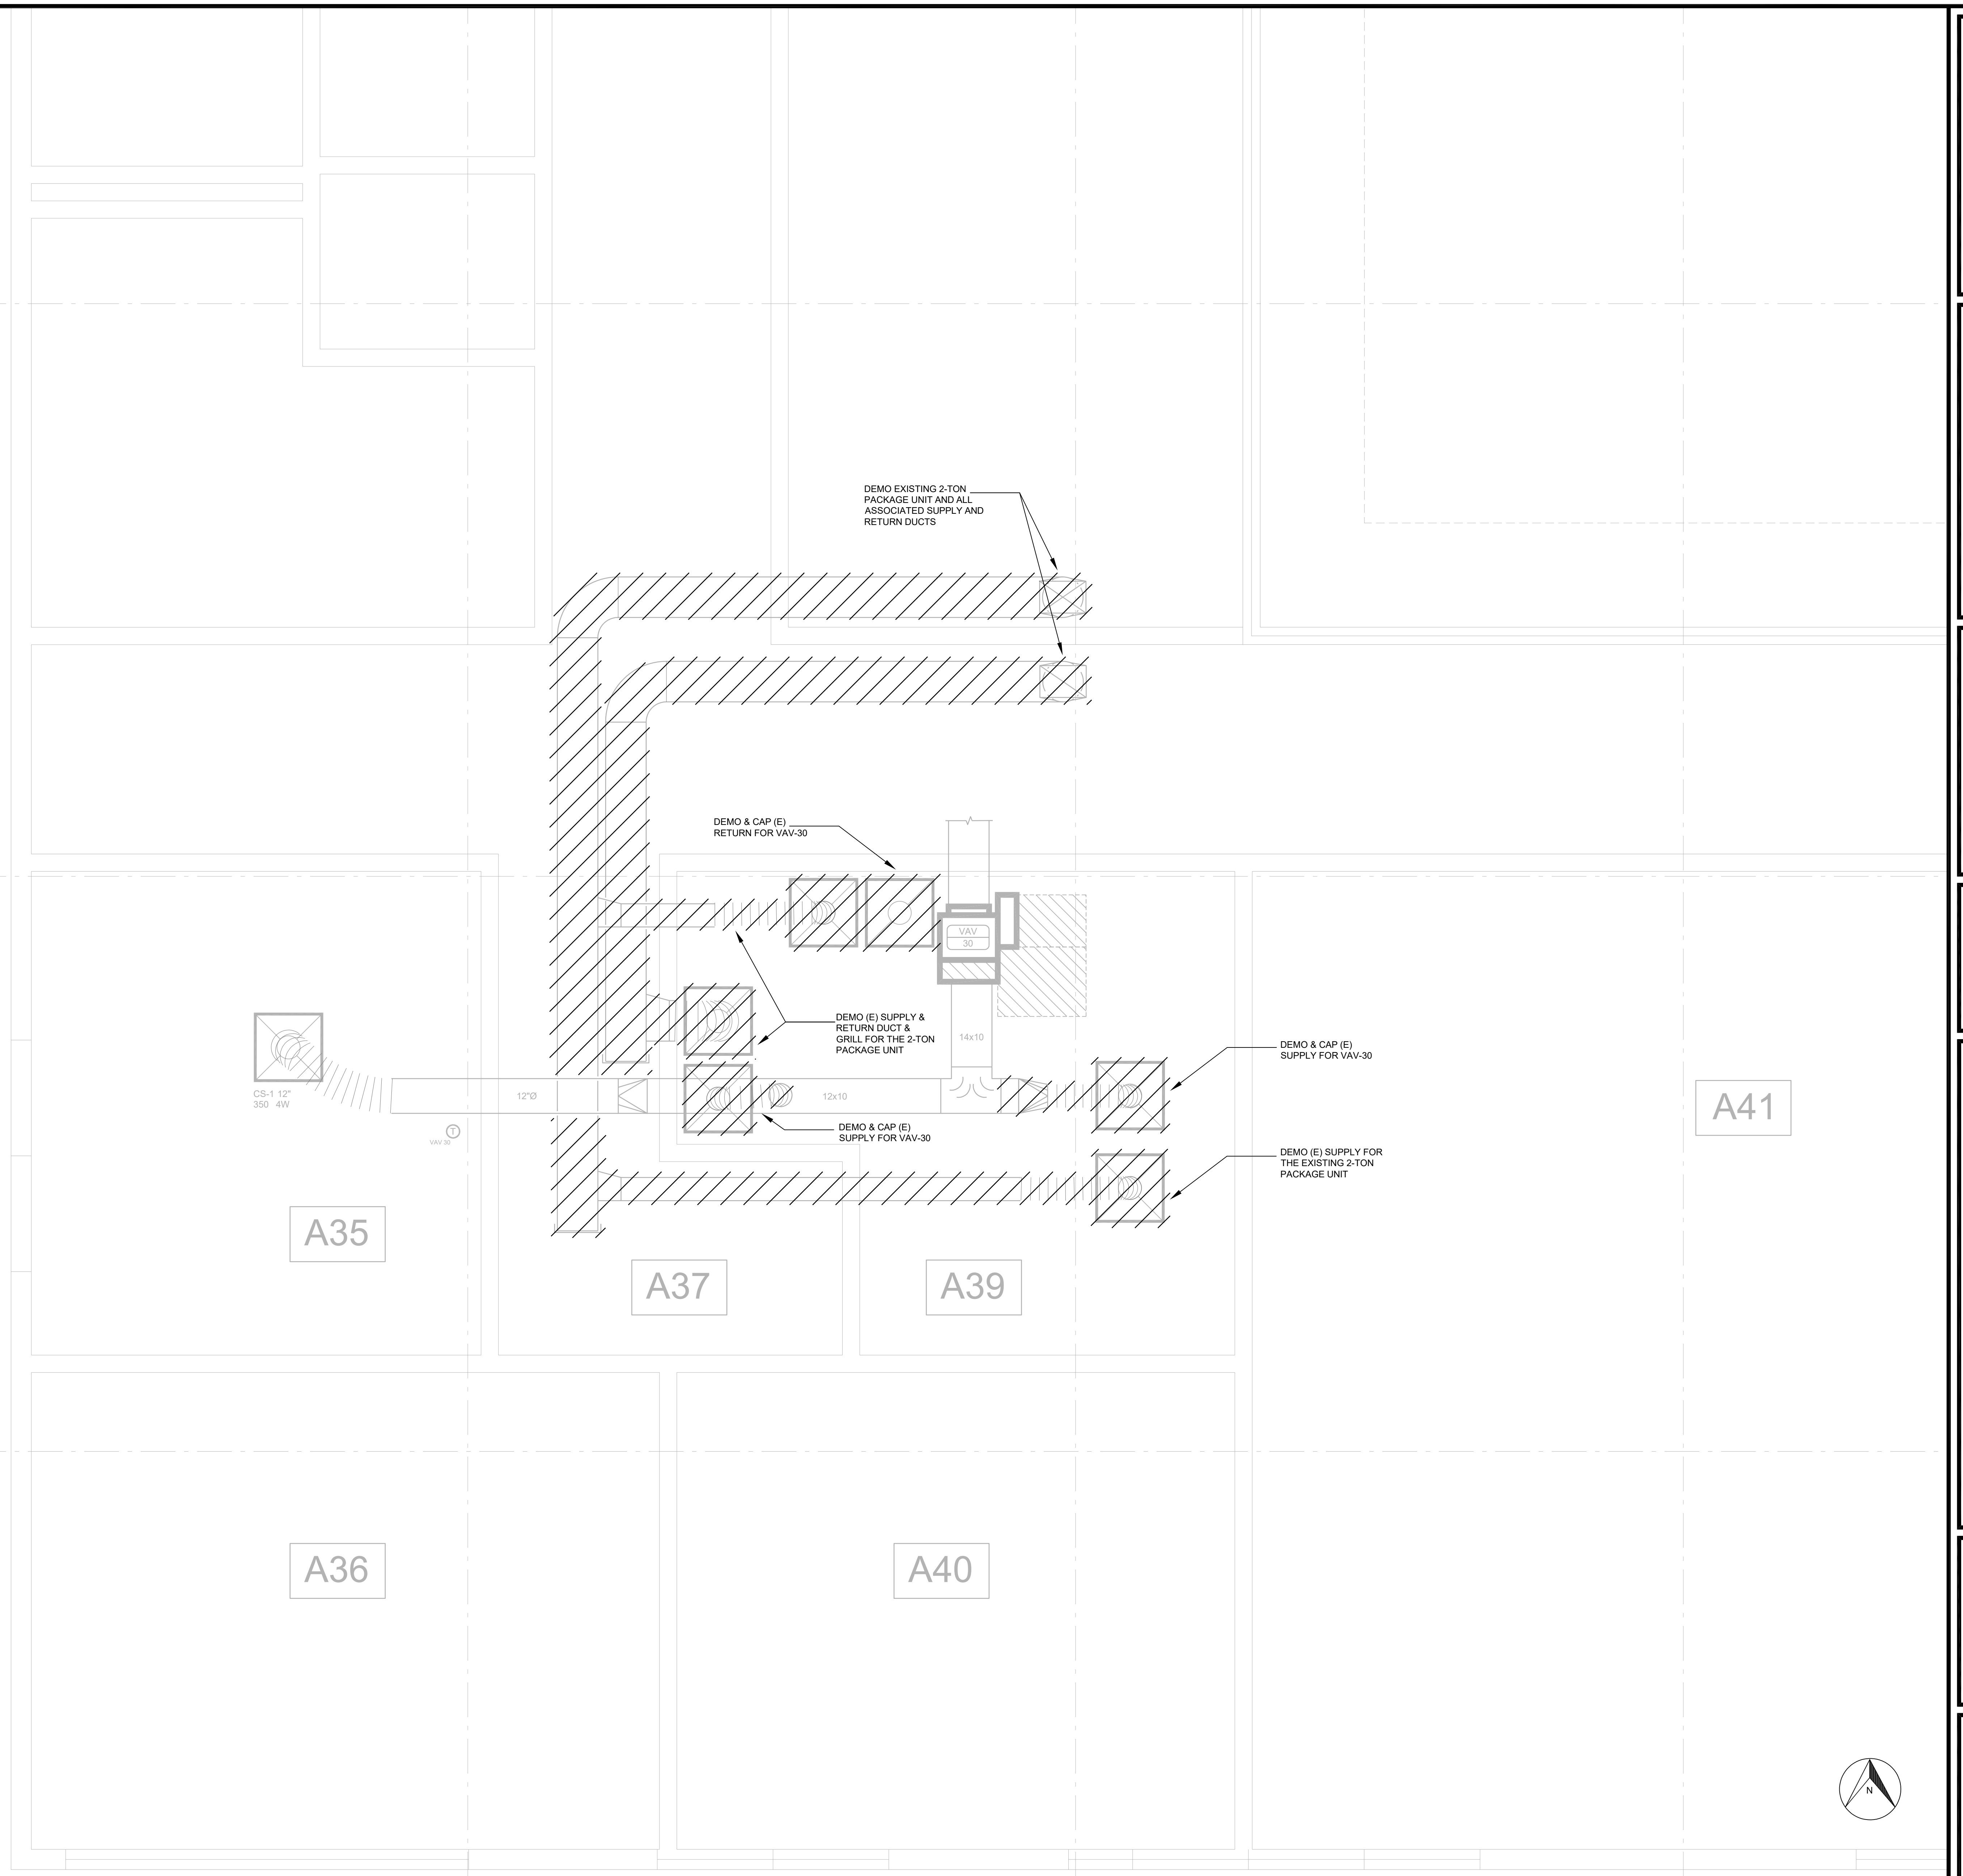 DEMO EXISTING 2-TON
PACKAGE UNIT AND ALL
ASSOCIATED SUPPLY AND
RETURN DUCTS
DEMO & CAP (E)
RETURN FOR VAV-30
VAV
30
DEMO (E) SUPPLY &
RETURN DUCT &
GRILL FOR THE 2-TON
PACKAGE UNIT
14x10
DEMO & CAP (E)
SUPPLY FOR VAV-30
CS-1 12"
350 4W
12"Ø
12x10
T
VAV 30
DEMO & CAP (E)
SUPPLY FOR VAV-30
A41
DEMO (E) SUPPLY FOR
THE EXISTING 2-TON
PACKAGE UNIT
A35
A37
A39
A36
A40
N